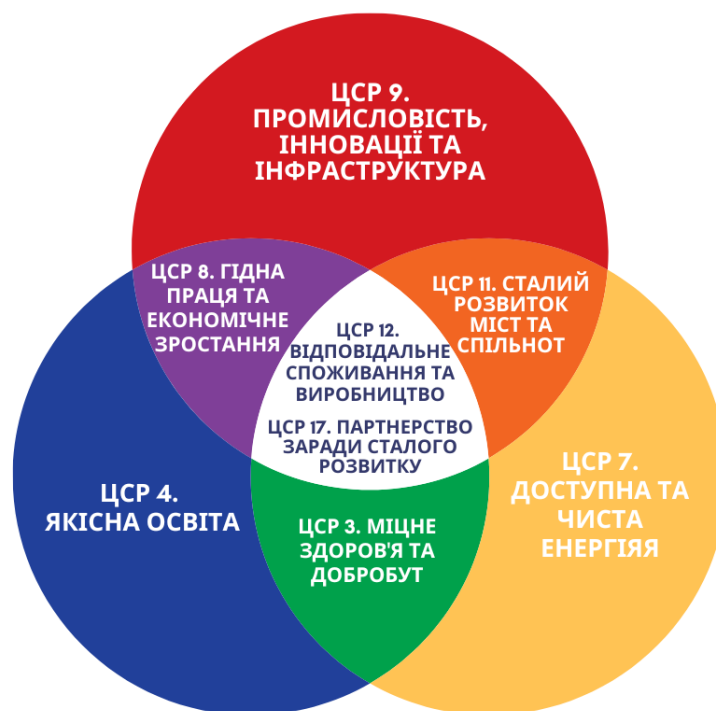 ЦСР 9.
ПРОМИСЛОВІСТЬ,
ІННОВАЦІЇ ТА
ІНФРАСТРУКТУРА
ЦСР 8. ГІДНА
ПРАЦЯ ТА
ЕКОНОМІЧНЕ
ЗРОСТАННЯ
ЦСР 11. СТАЛИЙ
РОЗВИТОК
МІСТ ТА
СПІЛЬНОТ
ЦСР 12.
ВІДПОВІДАЛЬНЕ
СПОЖИВАННЯ ТА
ВИРОБНИЦТВО
ЦСР 17. ПАРТНЕРСТВО
ЗАРАДИ СТАЛОГО
РОЗВИТКУ
ЦСР 4.
ЯКІСНА ОСВІТА
ЦСР 7.
ДОСТУПНА ТА
ЧИСТА
ЕНЕРГІЯЯ
ЦСР 3. МІЦНЕ
ЗДОРОВ'Я ТА
ДОБРОБУТ